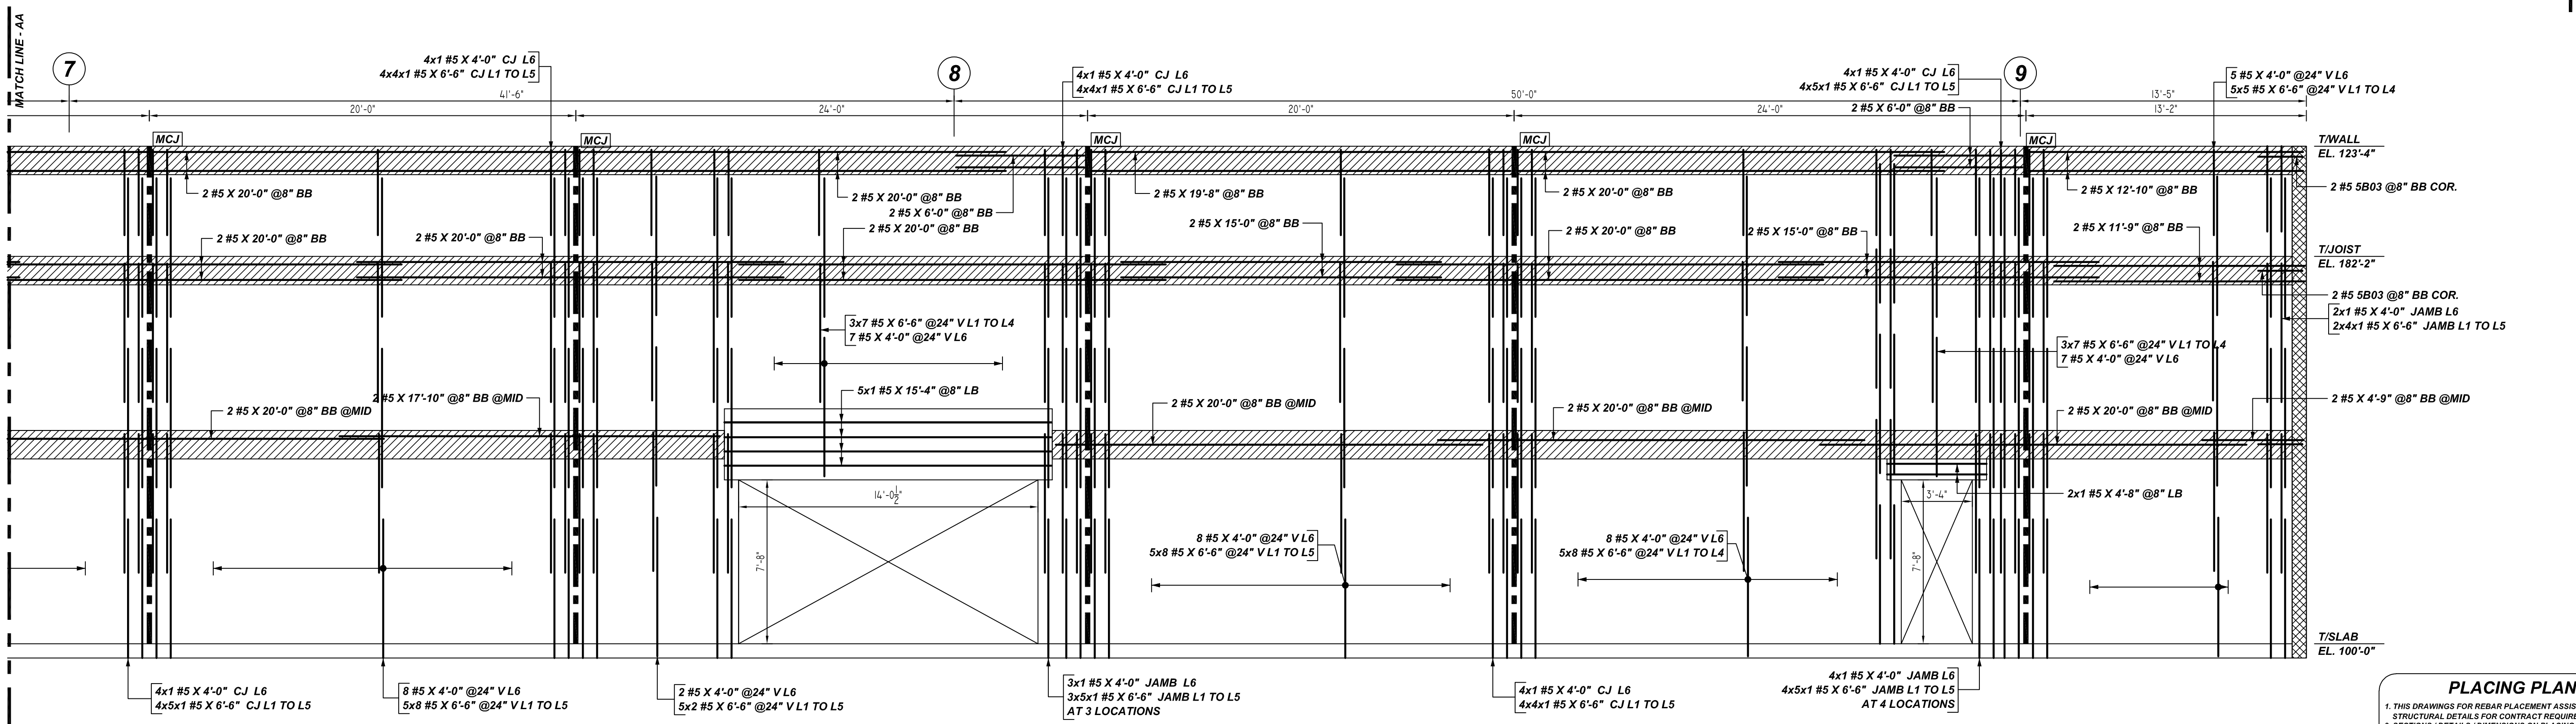 MATCH LINE - AA
7
8
9
4x1 #5 X 4'-0" CJ L6
4x4x1 #5 X 6'-6" CJ L1 TO L5
4x1 #5 X 4'-0" CJ L6
4x4x1 #5 X 6'-6" CJ L1 TO L5
4x1 #5 X 4'-0" CJ L6
4x5x1 #5 X 6'-6" CJ L1 TO L5
5 #5 X 4'-0" @24" V L6
5x5 #5 X 6'-6" @24" V L1 TO L4
41'-6"
50'-0"
13'-5"
20'-0"
24'-0"
20'-0"
24'-0"
13'-2"
2 #5 X 6'-0" @8" BB
MCJ
MCJ
MCJ
MCJ
MCJ
T/WALL
EL. 123'-4"
2 #5 X 20'-0" @8" BB
2 #5 X 20'-0" @8" BB
2 #5 X 6'-0" @8" BB
2 #5 X 19'-8" @8" BB
2 #5 X 20'-0" @8" BB
2 #5 X 12'-10" @8" BB
2 #5 5B03 @8" BB COR.
2 #5 X 20'-0" @8" BB
2 #5 X 20'-0" @8" BB
2 #5 X 20'-0" @8" BB
2 #5 X 15'-0" @8" BB
2 #5 X 20'-0" @8" BB
2 #5 X 15'-0" @8" BB
2 #5 X 11'-9" @8" BB
T/JOIST
EL. 182'-2"
2 #5 5B03 @8" BB COR.
2x1 #5 X 4'-0" JAMB L6
2x4x1 #5 X 6'-6" JAMB L1 TO L5
3x7 #5 X 6'-6" @24" V L1 TO L4
7 #5 X 4'-0" @24" V L6
3x7 #5 X 6'-6" @24" V L1 TO L4
7 #5 X 4'-0" @24" V L6
5x1 #5 X 15'-4" @8" LB
2 #5 X 20'-0" @8" BB @MID
2 #5 X 17'-10" @8" BB @MID
2 #5 X 20'-0" @8" BB @MID
2 #5 X 20'-0" @8" BB @MID
2 #5 X 20'-0" @8" BB @MID
2 #5 X 4'-9" @8" BB @MID
14'-0½"
3'-4"
2x1 #5 X 4'-8" @8" LB
7'-8"
7'-8"
8 #5 X 4'-0" @24" V L6
5x8 #5 X 6'-6" @24" V L1 TO L5
8 #5 X 4'-0" @24" V L6
5x8 #5 X 6'-6" @24" V L1 TO L4
T/SLAB
EL. 100'-0"
4x1 #5 X 4'-0" CJ L6
4x5x1 #5 X 6'-6" CJ L1 TO L5
8 #5 X 4'-0" @24" V L6
5x8 #5 X 6'-6" @24" V L1 TO L5
2 #5 X 4'-0" @24" V L6
5x2 #5 X 6'-6" @24" V L1 TO L5
3x1 #5 X 4'-0" JAMB L6
3x5x1 #5 X 6'-6" JAMB L1 TO L5
AT 3 LOCATIONS
4x1 #5 X 4'-0" CJ L6
4x4x1 #5 X 6'-6" CJ L1 TO L5
4x1 #5 X 4'-0" JAMB L6
4x5x1 #5 X 6'-6" JAMB L1 TO L5
AT 4 LOCATIONS
PLACING PLAN
1. THIS DRAWINGS FOR REBAR PLACEMENT
STRUCTURAL DETAILS FOR CONTRACT